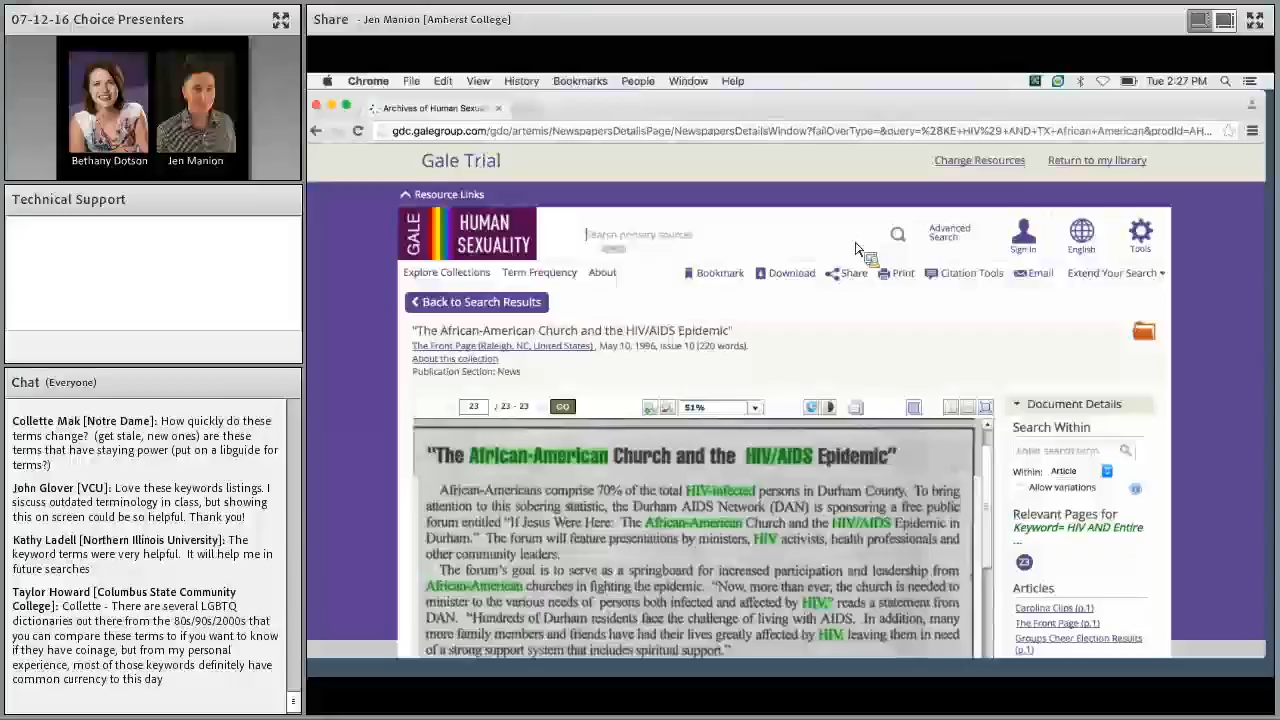 07-12-16 Choice Presenters
Bethany Dotson
Jen Manion
Technical Support
Chat (Everyone)
Collette Mak [Notre Dame]: How quickly do these
terms change? (get stale, new ones) are these
terms that have staying power (put on a libguide for
terms?)
John Glover [VCU]: Love these keywords listings. I
siscuss outdated terminology in class, but showing
this on screen could be so helpful. Thank you!
Kathy Ladell [Northern Illinois University]: The
keyword terms were very helpful. It will help me in
future searches
Taylor Howard [Columbus State Community
College]: Collette - There are several LGBTQ
dictionaries out there from the 80s/90s/2000s that
you can compare these terms to if you want to know
if they have coinage, but from my personal
experience, most of those keywords definitely have
common currency to this day
Share - Jen Manion [Amherst College]
Chrome File Edit View History Bookmarks People Window Help
Tue 2:27 PM
Archives of Human Sexu
gdc.galegroup.com/gdc/artemis/NewspapersDetailsPage/NewspapersDetailsWindow?failOverType=&query=%28KE+HIV%29+AND+TX+African+American&prodId=AH...
Gale Trial
Change Resources
Return to my library
Resource Links
GALE
HUMAN
SEXUALITY
Search primary sources
Advanced
Search
Sign In
English
Tools
Explore Collections Term Frequency About
Bookmark Download Share Print Citation Tools Email Extend Your Search
Back to Search Results
"The African-American Church and the HIV/AIDS Epidemic"
The Front Page (Raleigh, NC, United States), May 10, 1996, issue 10 (220 words).
About this collection
Publication Section: News
23 / 23 - 23 GO 51%
"The African-American Church and the HIV/AIDS Epidemic"
African-Americans comprise 70% of the total HIV-infected persons in Durham County. To bring
attention to this sobering statistic, the Durham AIDS Network (DAN) is sponsoring a free public
forum entitled "If Jesus Were Here: The African-American Church and the HIV//AIDS Epidemic in
Durham." The forum will feature presentations by ministers, HIV activists, health professionals and
other community leaders.
The forum's goal is to serve as a springboard for increased participation and leadership from
African-American churches in fighting the epidemic. "Now, more than ever, the church is needed to
minister to the various needs of persons both infected and affected by HIV," reads a statement from
DAN. "Hundreds of Durham residents face the challenge of living with AIDS. In addition, many
more family members and friends have had their lives greatly affected by HIV, leaving them in need
of a strong support system that includes spiritual support."
Document Details
Search Within
Enter search term
Within: Article
Allow variations
Relevant Pages for
Keyword= HIV AND Entire
...
23
Articles
Carolina Clips (p.1)
The Front Page (p.1)
Groups Cheer Election Results
(p.1)